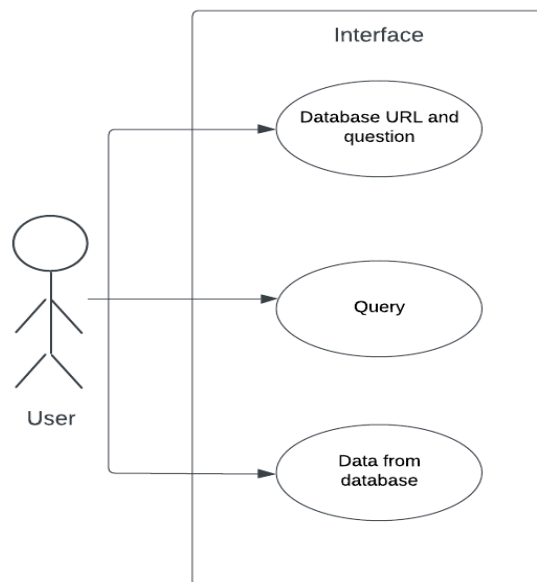 Interface
Database URL and
question
Query
User
Data from
database